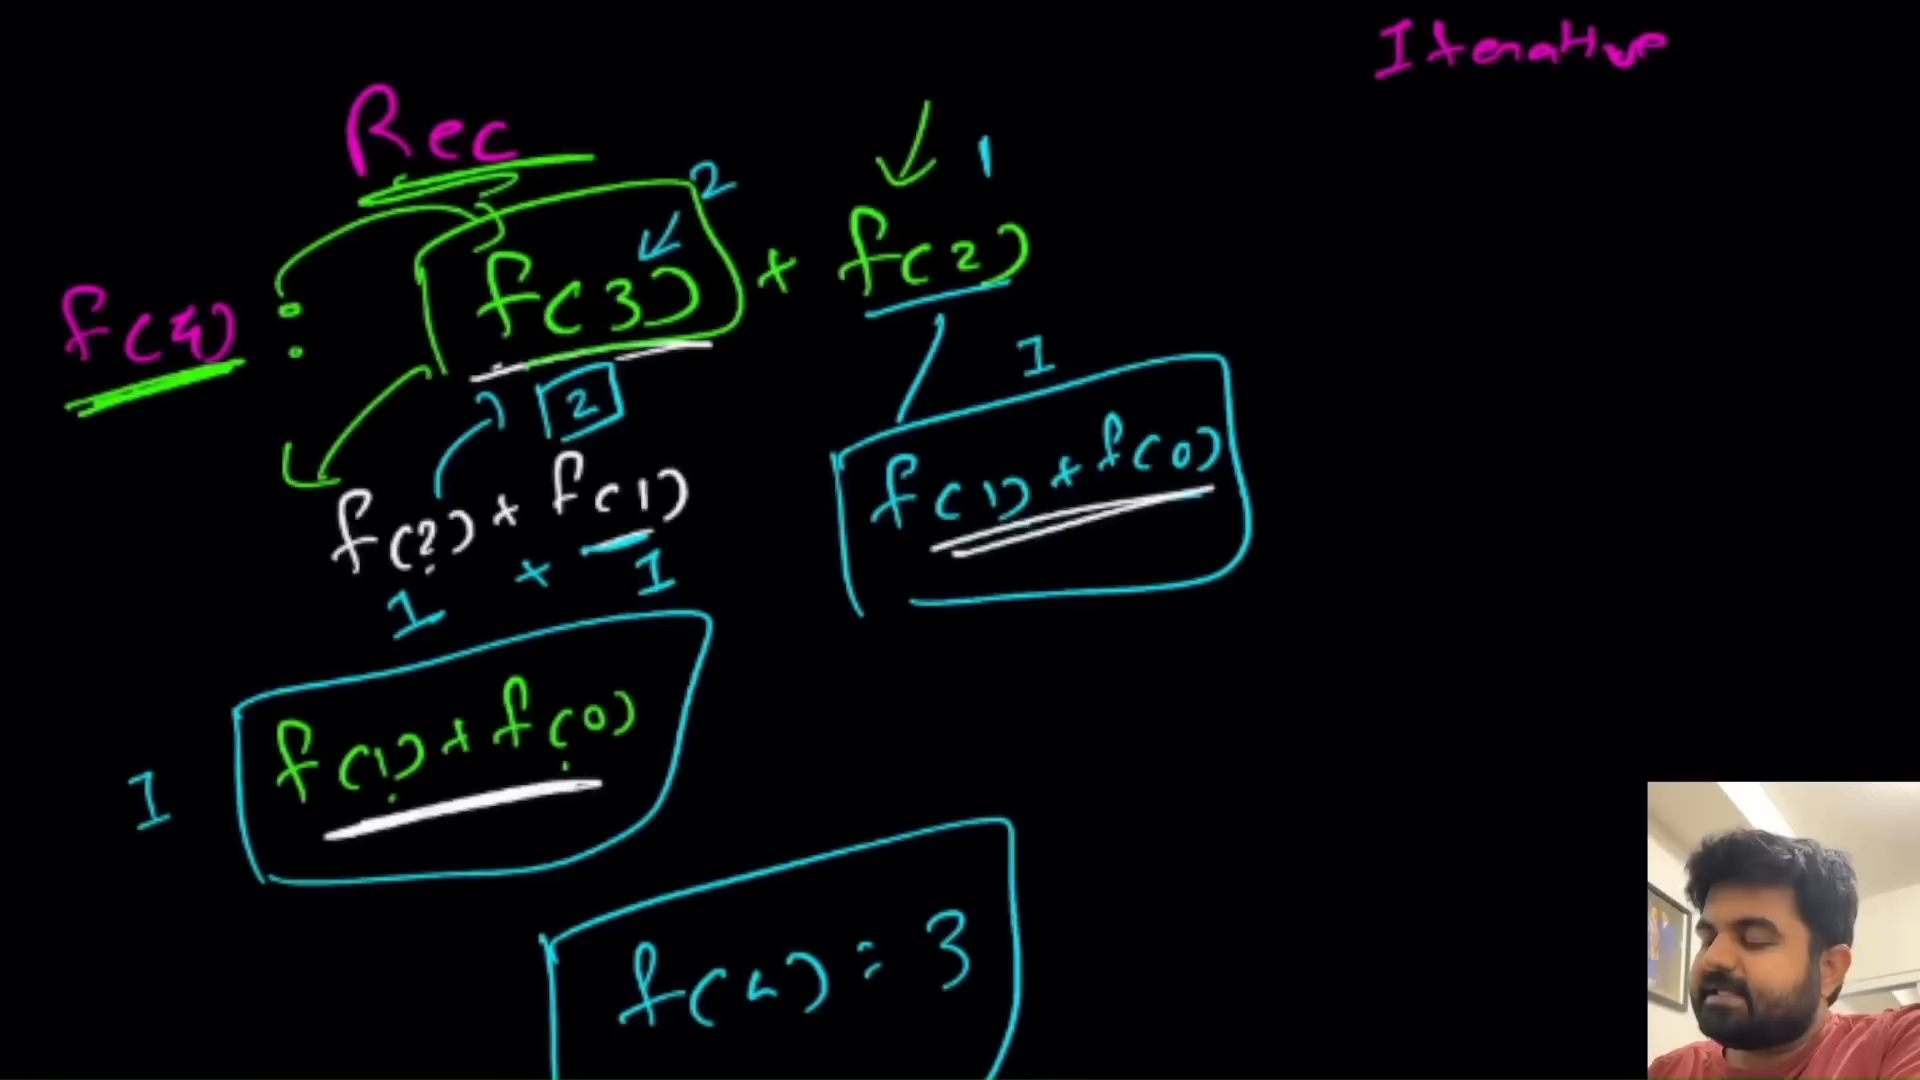 Iterative
Rec
2
1
f(4) : f(3) + f(2)
2
1
f(2) + f(1)
f(1) + f(0)
1 + 1
f(1) + f(0)
1
f(4) = 3